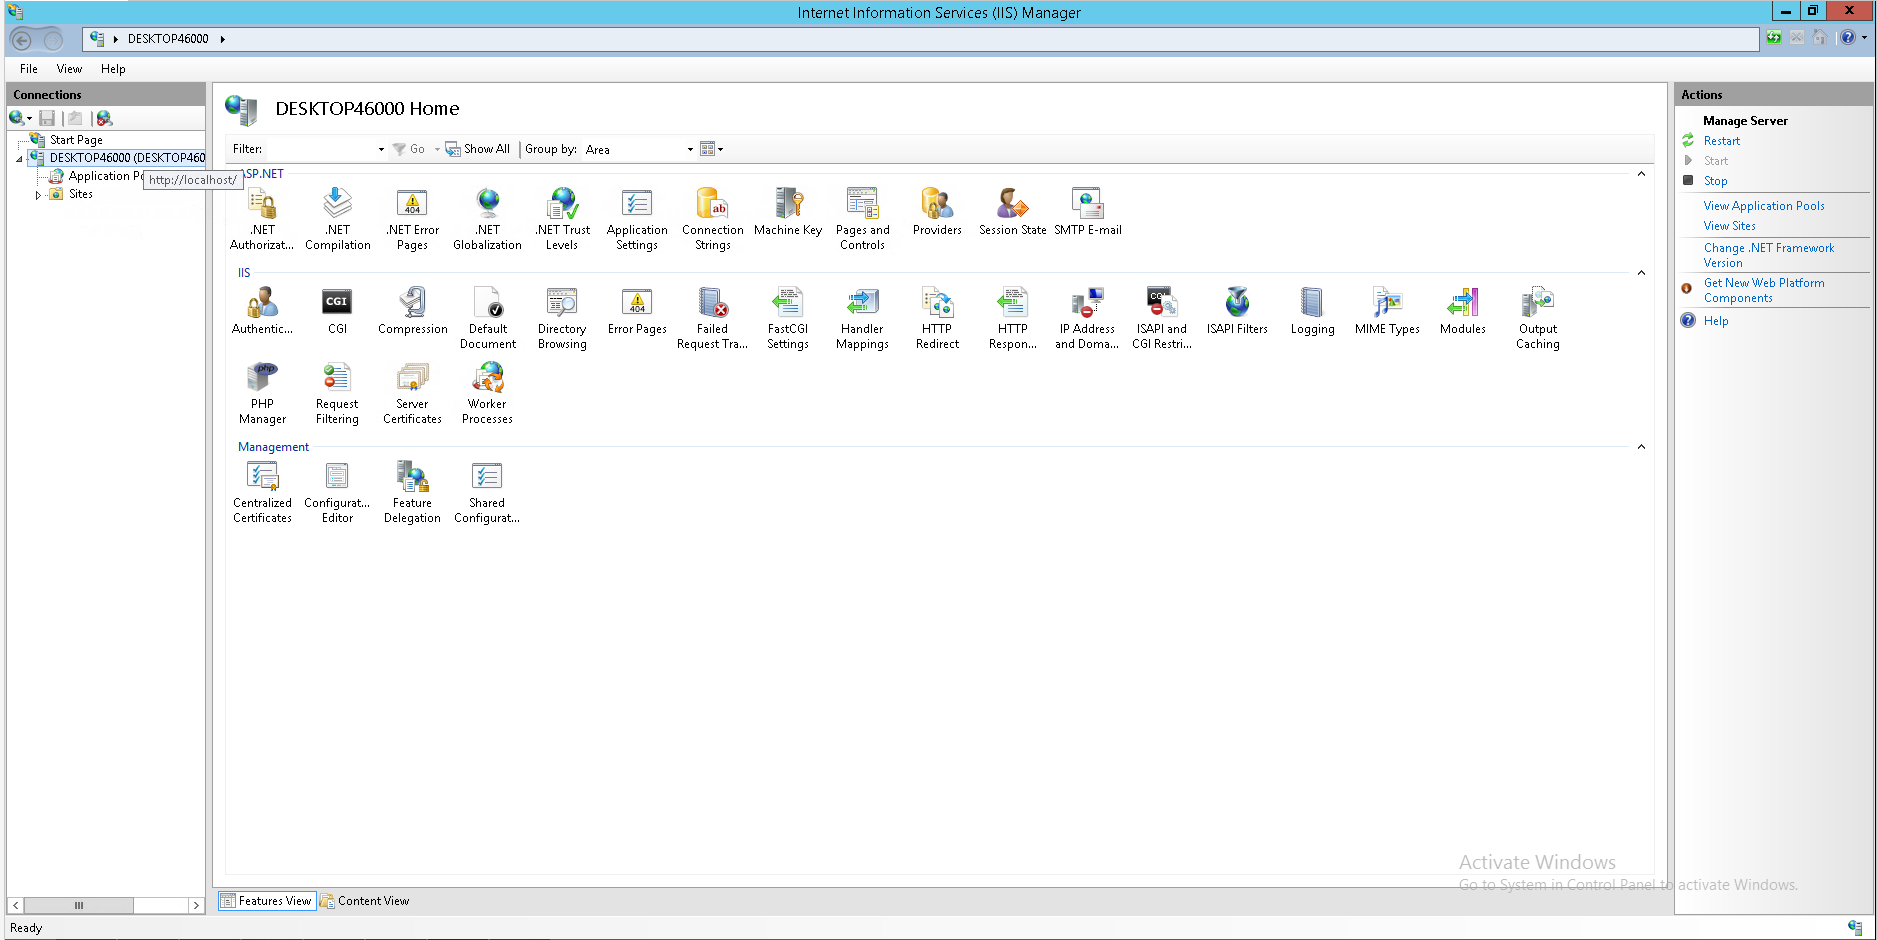 Internet Information Services (IIS) Manager
DESKTOP46000
File View Help
Connections
Start Page
DESKTOP46000 (DESKTOP460
Application Po
http://localhost/
Sites
DESKTOP46000 Home
Filter: Go Show All Group by: Area
ASP.NET
.NET Authorizat...
.NET Compilation
.NET Error Pages
.NET Globalization
.NET Trust Levels
Application Settings
Connection Strings
Machine Key
Pages and Controls
Providers
Session State
SMTP E-mail
IIS
Authentic...
CGI
Compression
Default Document
Directory Browsing
Error Pages
Failed Request Tra...
FastCGI Settings
Handler Mappings
HTTP Redirect
HTTP Respon...
IP Address and Doma...
ISAPI and CGI Restri...
ISAPI Filters
Logging
MIME Types
Modules
Output Caching
PHP Manager
Request Filtering
Server Certificates
Worker Processes
Management
Centralized Certificates
Configurat... Editor
Feature Delegation
Shared Configurat...
Features View Content View
Actions
Manage Server
Restart
Start
Stop
View Application Pools
View Sites
Change .NET Framework
Version
Get New Web Platform
Components
Help
Activate Windows
Go to System in Control Panel to activate Windows.
Ready